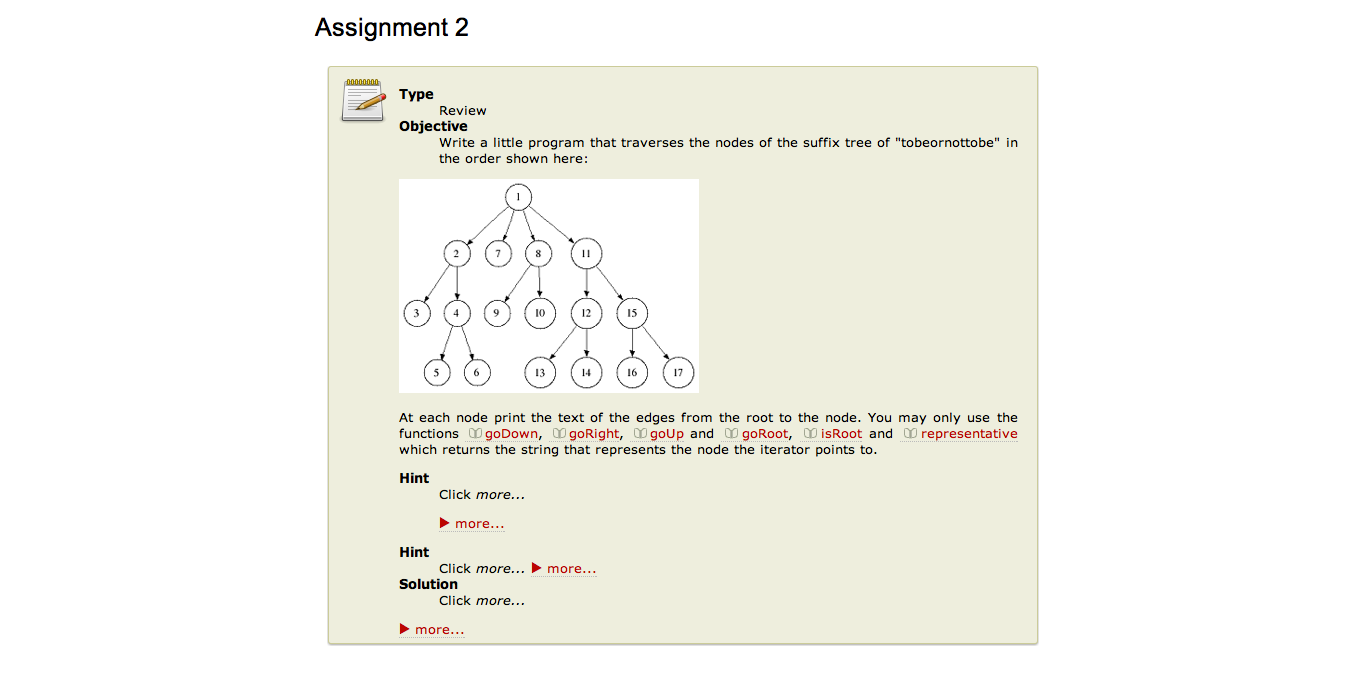 Assignment 2
Type
Review
Objective
Write a little program that traverses the nodes of the suffix tree of "tobeornottobe" in
the order shown here:
1
2 7 8 11
3 4 9 10 12 15
5 6 13 14 16 17
At each node print the text of the edges from the root to the node. You may only use the
functions goDown, goRight, goUp and goRoot, isRoot and representative
which returns the string that represents the node the iterator points to.
Hint
Click more...
more...
Hint
Click more... more...
Solution
Click more...
more...